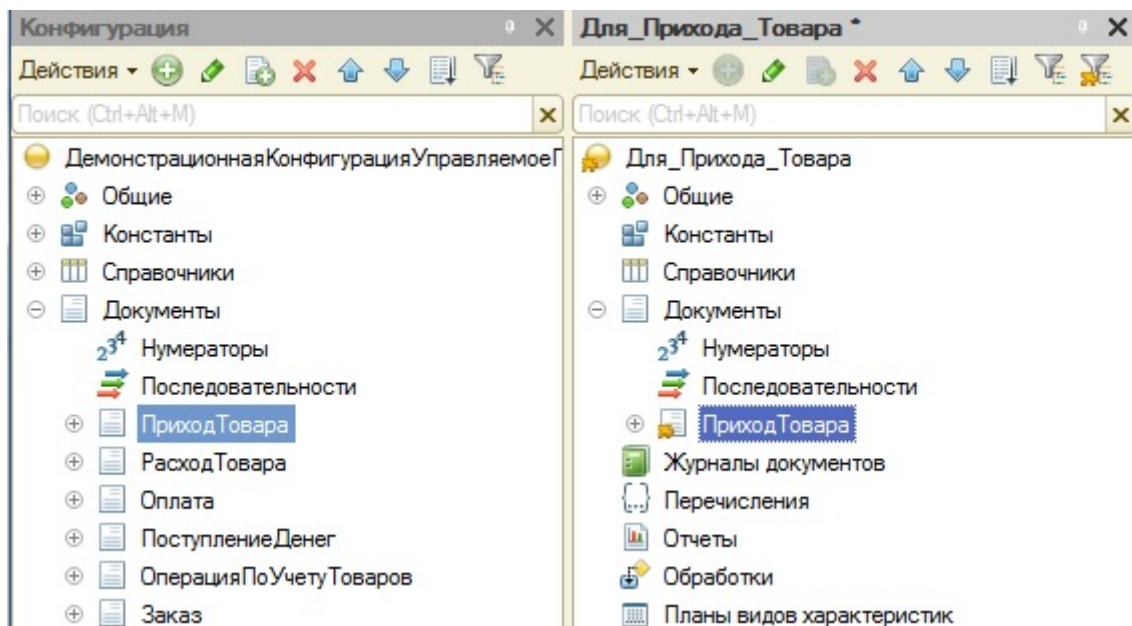 Конфигурация
Действия
Поиск (Ctrl+Alt+M)
ДемонстрационнаяКонфигурацияУправляемоеГ
Общие
Константы
Справочники
Документы
Нумераторы
Последовательности
ПриходТовара
РасходТовара
Оплата
ПоступлениеДенег
ОперацияПоУчетуТоваров
Заказ
Для_Прихода_Товара *
Действия
Поиск (Ctrl+Alt+M)
Для_Прихода_Товара
Общие
Константы
Справочники
Документы
Нумераторы
Последовательности
ПриходТовара
Журналы документов
Перечисления
Отчеты
Обработки
Планы видов характеристик